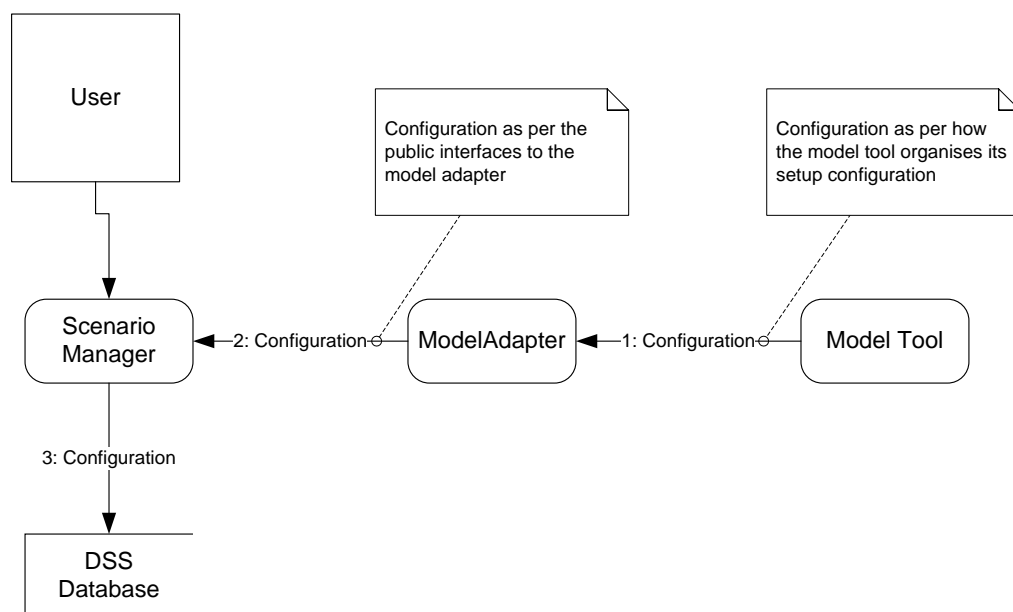 User
Configuration as per the
public interfaces to the
model adapter
Configuration as per how
the model tool organises its
setup configuration
Scenario
Manager
2: Configuration
ModelAdapter
1: Configuration
Model Tool
3: Configuration
DSS
Database